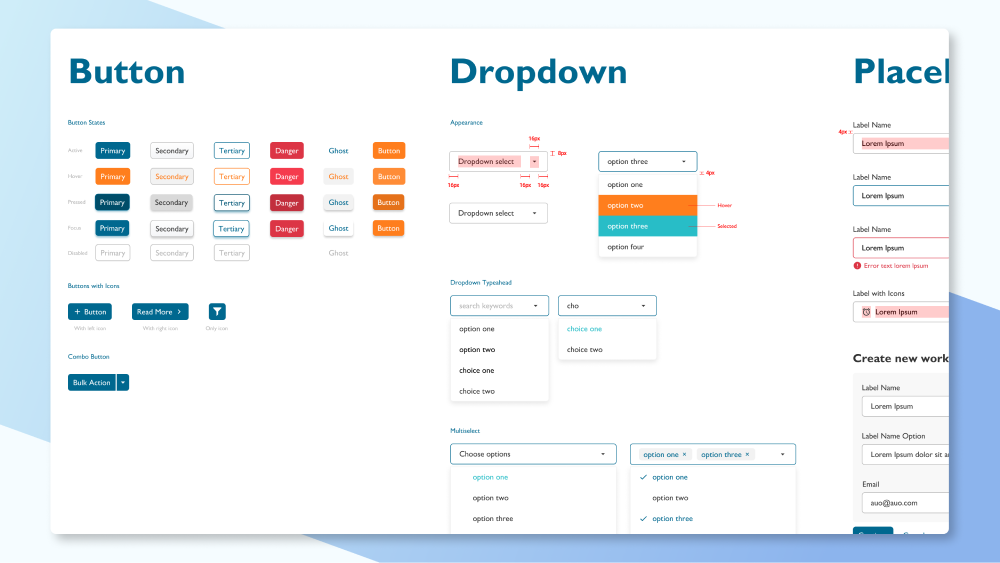 Button
Button States
Active Primary Secondary Tertiary Danger Ghost Button
Hover Primary Secondary Tertiary Danger Ghost Button
Pressed Primary Secondary Tertiary Danger Ghost Button
Focus Primary Secondary Tertiary Danger Ghost Button
Disabled Primary Secondary Tertiary Ghost
Buttons with Icons
+ Button
Read More
With left icon
With right icon
Only icon
Combo Button
Bulk Action
Dropdown
Appearance
16px
8px
Dropdown select
16px 16px 16px
Dropdown select
option three
4px
option one
option two
Hover
option three
Selected
option four
Dropdown Typeahead
search keywords
option one
option two
choice one
choice two
cho
choice one
choice two
Multiselect
Choose options
option one
option two
option three
option one × option three ×
option one
option two
option three
Placel
Label Name
4px
Lorem Ipsum
Label Name
Lorem Ipsum
Label Name
Lorem Ipsum
Error text lorem ipsum
Label with Icons
Lorem Ipsum
Create new work
Label Name
Lorem Ipsum
Label Name Option
Lorem Ipsum dolor sit a
Email
auo@auo.com